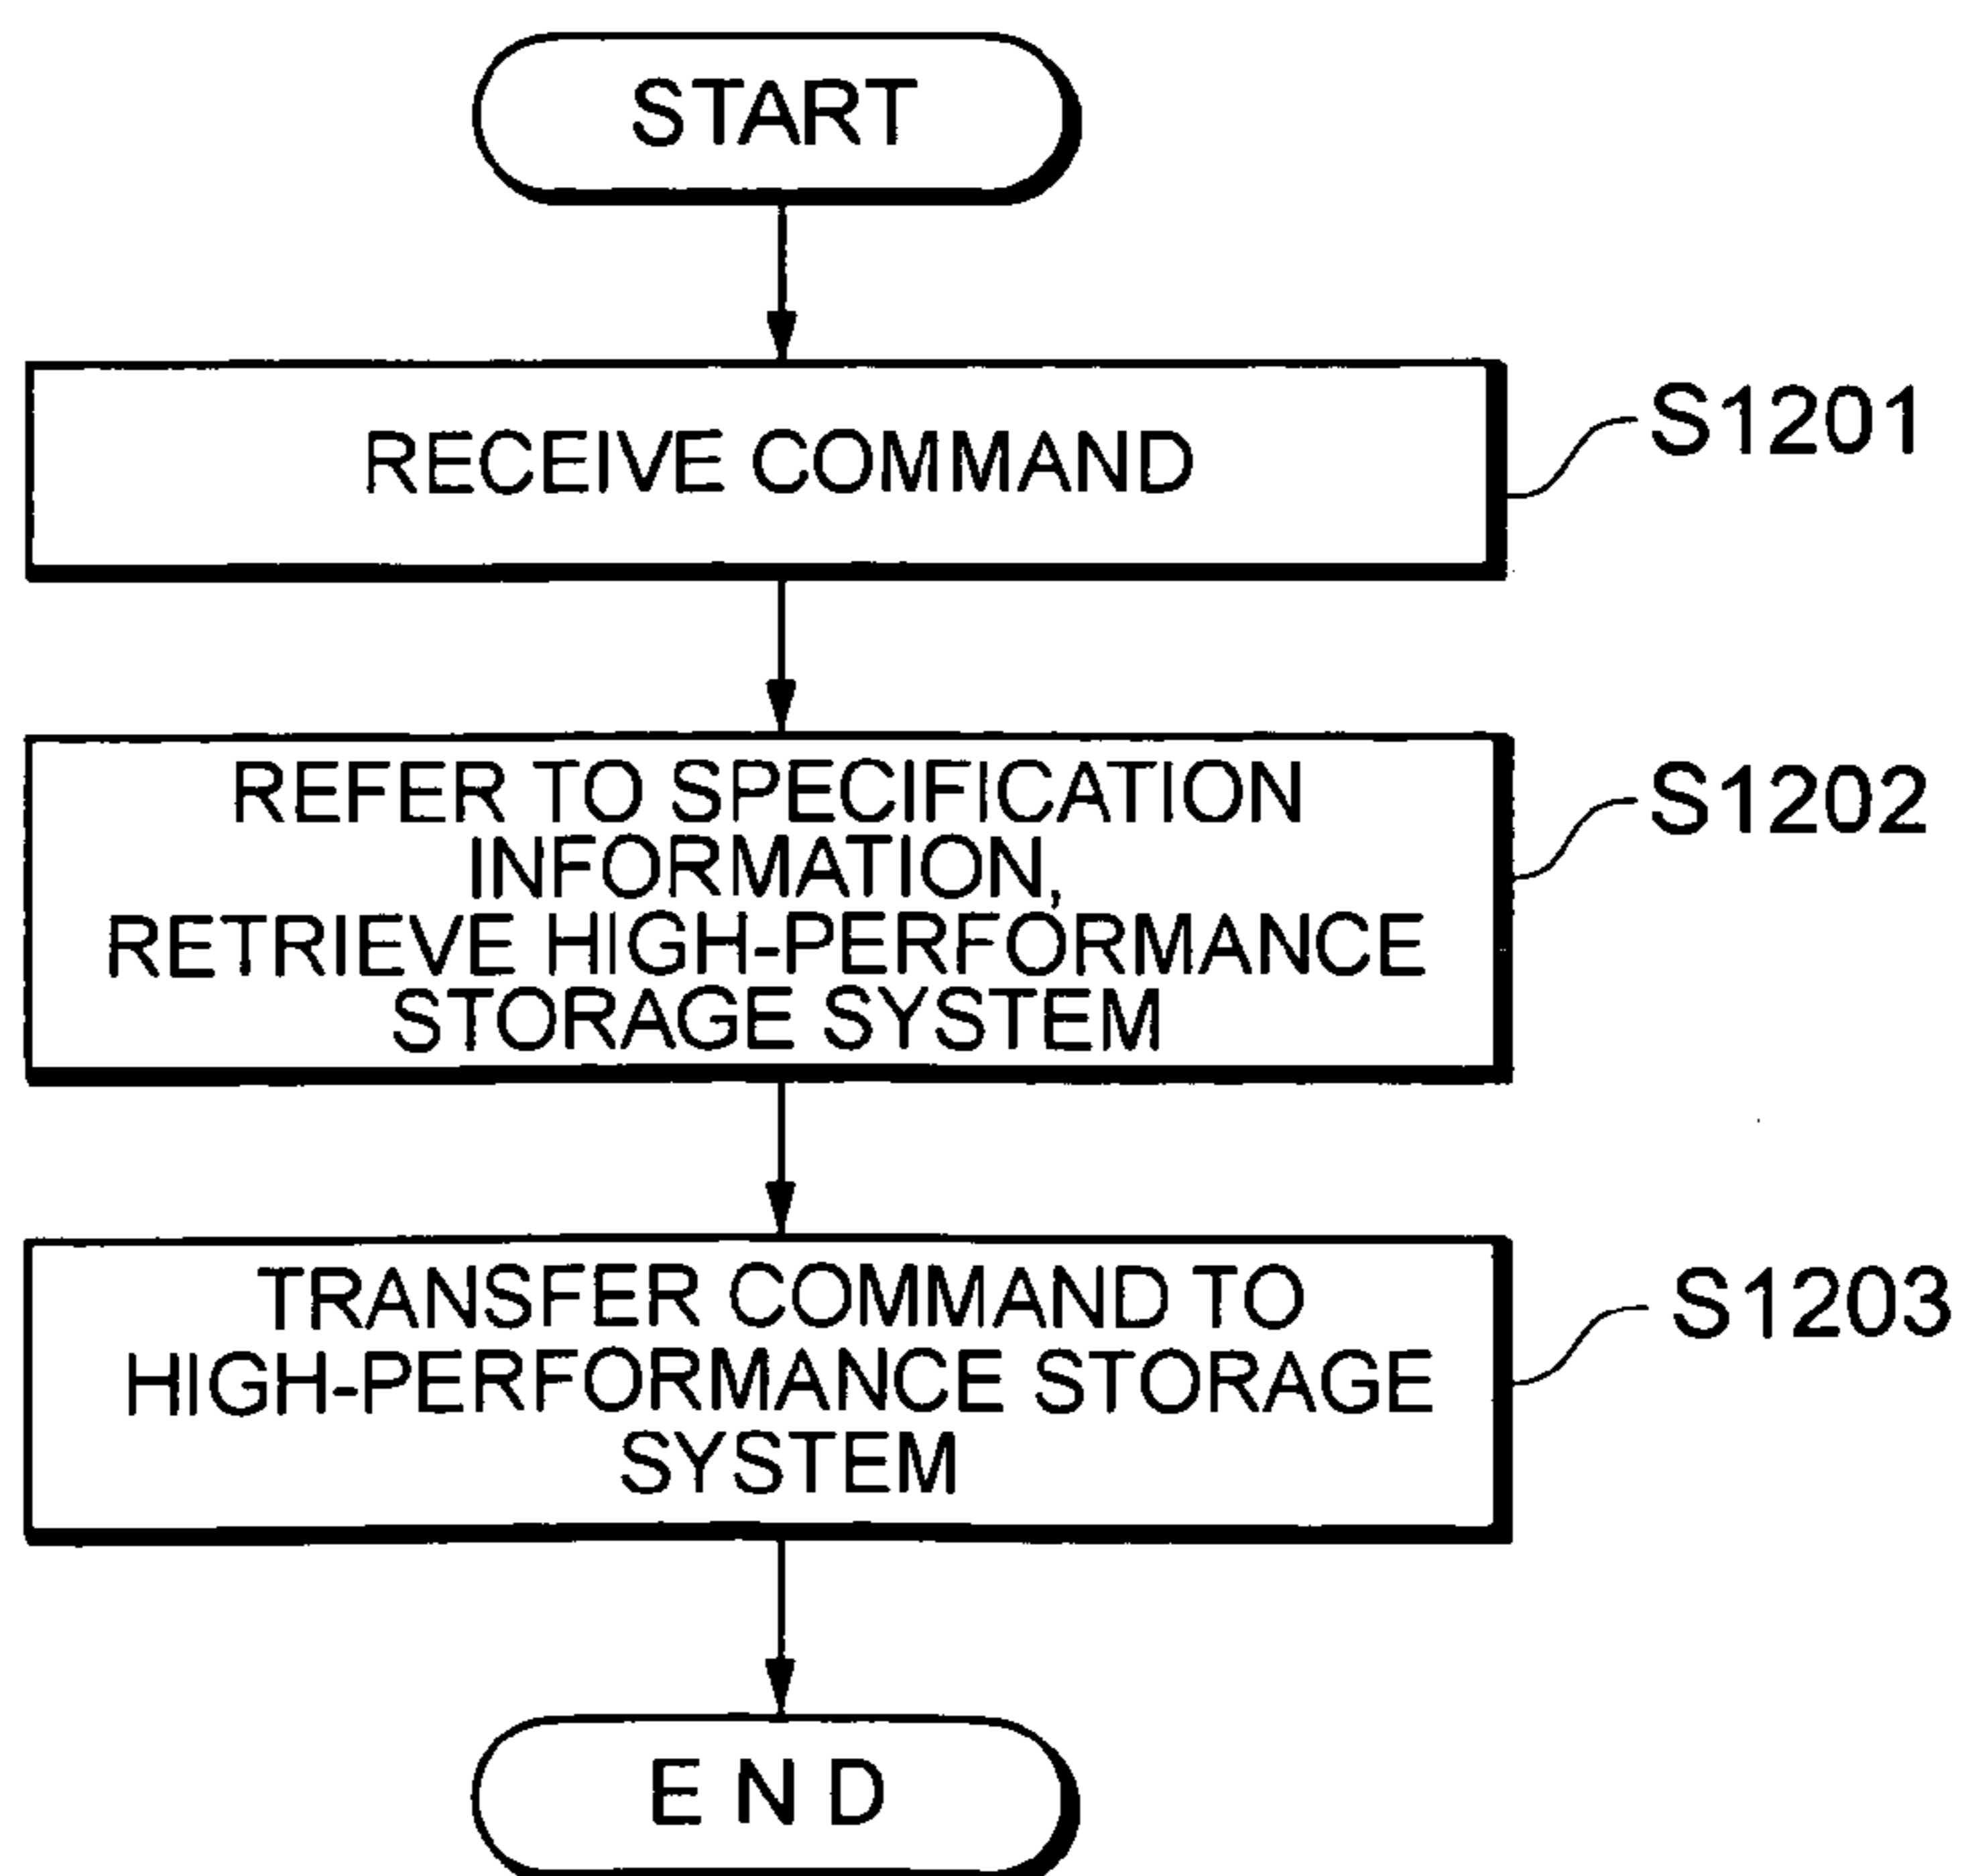 START
RECEIVE COMMAND
S1201
REFER TO SPECIFICATION
INFORMATION,
RETRIEVE HIGH-PERFORMANCE
STORAGE SYSTEM
S1202
TRANSFER COMMAND TO
HIGH-PERFORMANCE STORAGE
SYSTEM
S1203
END